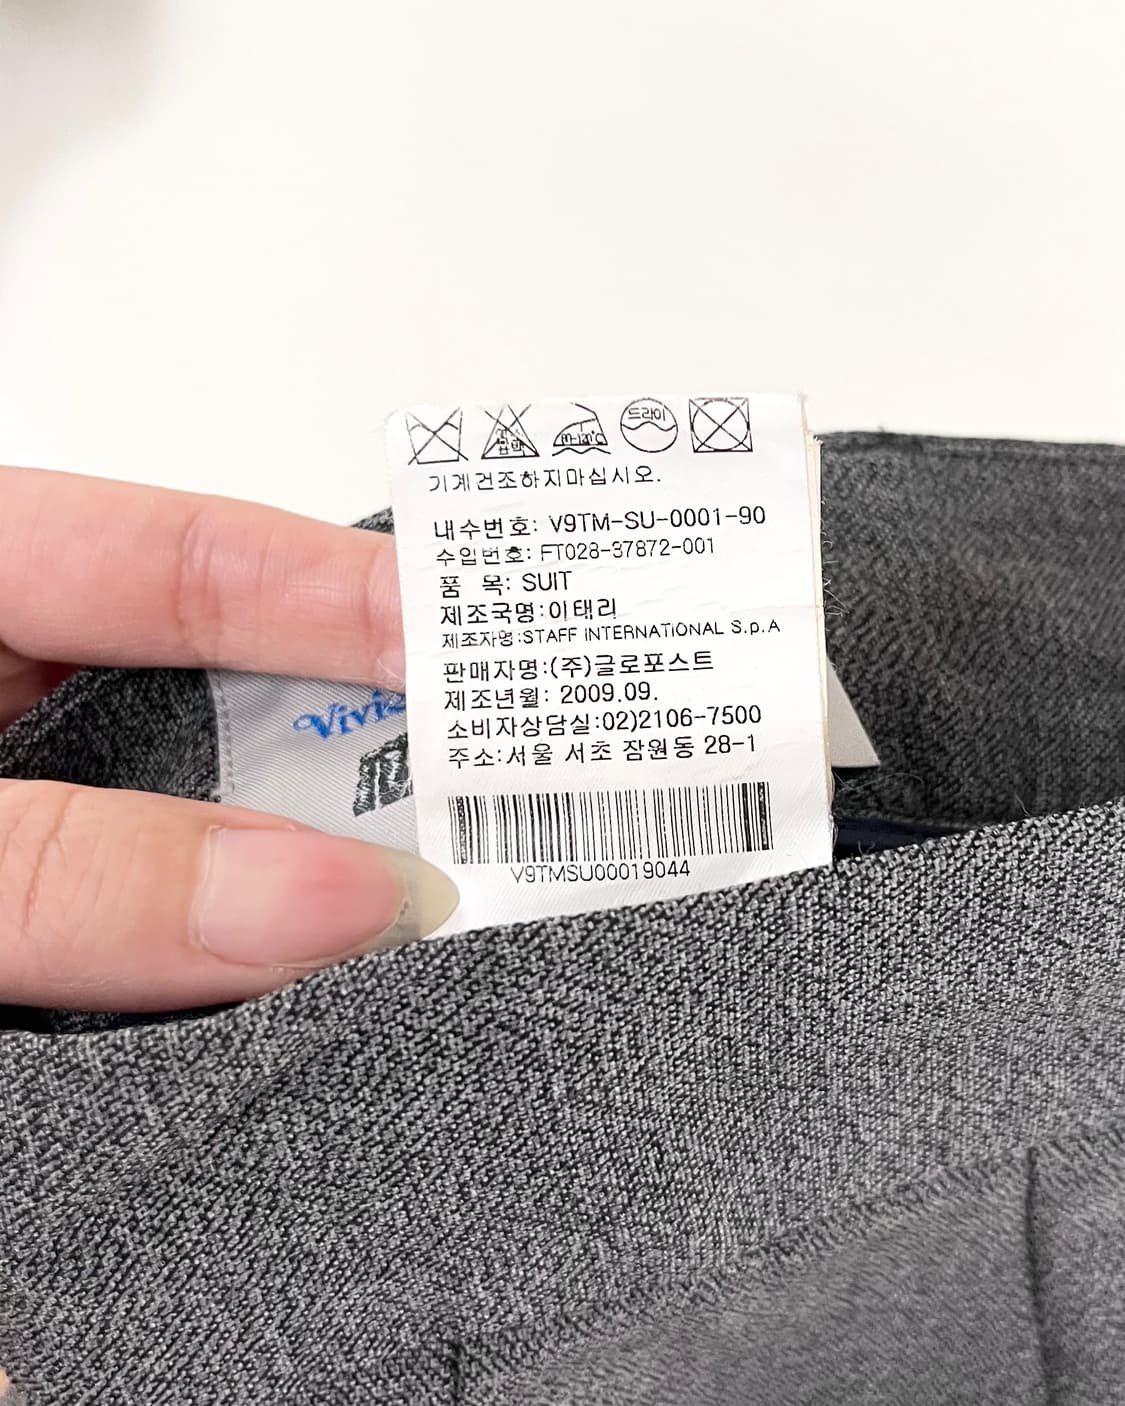 드라이
80-120°C
기계건조하지마십시오.
내수번호: V9TM-SU-0001-90
수입번호: FT028-37872-001
품 목: SUIT
제조국명:이태리
제조자명:STAFF INTERNATIONAL S.p.A
판매자명:(주)글로포스트
제조년월: 2009.09.
소비자상담실:02)2106-7500
주소:서울 서초 잠원동 28-1
V9TMSU00019044